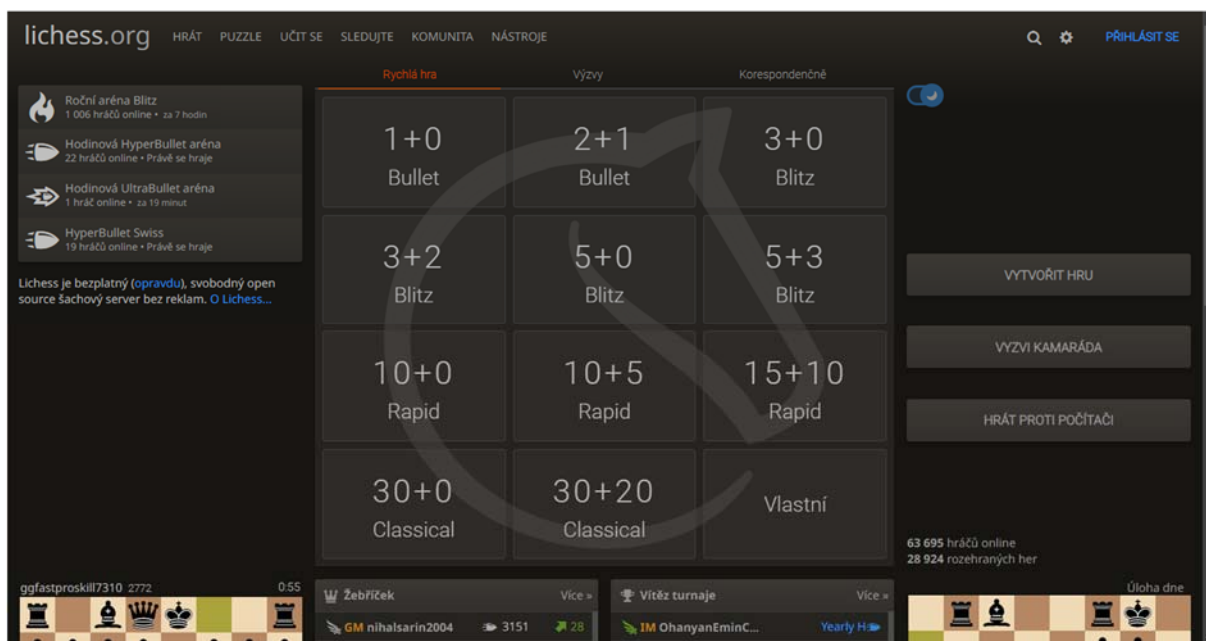 lichess.org HRÁT PUZZLE UČIT SE SLEDUJTE KOMUNITA NÁSTROJE PŘIHLÁSIT SE
Rychlá hra Výzvy Korespondenčně
Roční aréna Blitz
1 006 hráčů online • za 7 hodin
Hodinová HyperBullet aréna
22 hráčů online • Právě se hraje
Hodinová UltraBullet aréna
1 hráč online • za 19 minut
HyperBullet Swiss
19 hráčů online • Právě se hraje
Lichess je bezplatný (opravdu), svobodný open
source šachový server bez reklam. O Lichess...
1+0 2+1 3+0
Bullet Bullet Blitz
3+2 5+0 5+3
Blitz Blitz Blitz
10+0 10+5 15+10
Rapid Rapid Rapid
30+0 30+20
Classical Classical Vlastní
VYTVOŘIT HRU
VYZVI KAMARÁDA
HRÁT PROTI POČÍTAČI
63 695 hráčů online
28 924 rozehraných her
ggfastproskill7310 2772 0:55
Žebříček Více »
GM nihalsarin2004 3151 28
Vítěz turnaje Více »
IM OhanyanEminC... Yearly H
Úloha dne